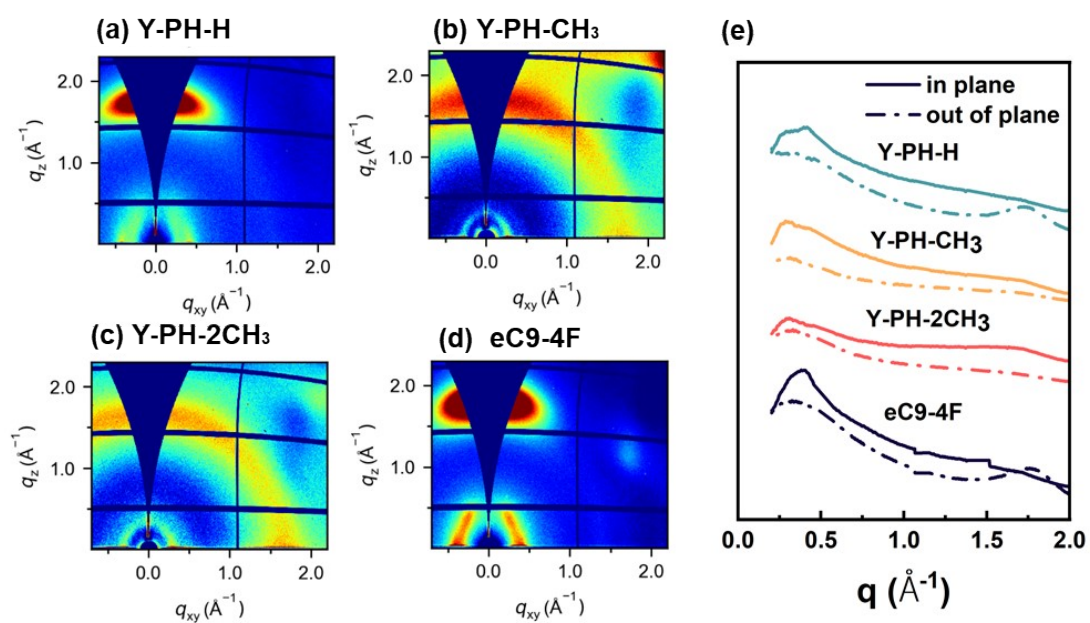 (a) Y-PH-H
2.0
1.0
qz (Å⁻¹)
0.0 1.0 2.0
qxy (Å⁻¹)
(b) Y-PH-CH₃
2.0
1.0
qz (Å⁻¹)
0.0 1.0 2.0
qxy (Å⁻¹)
(c) Y-PH-2CH₃
2.0
1.0
qz (Å⁻¹)
0.0 1.0 2.0
qxy (Å⁻¹)
(d) eC9-4F
2.0
1.0
qz (Å⁻¹)
0.0 1.0 2.0
qxy (Å⁻¹)
(e)
in plane
out of plane
Y-PH-H
Y-PH-CH₃
Y-PH-2CH₃
eC9-4F
0.0 0.5 1.0 1.5 2.0
q (Å⁻¹)